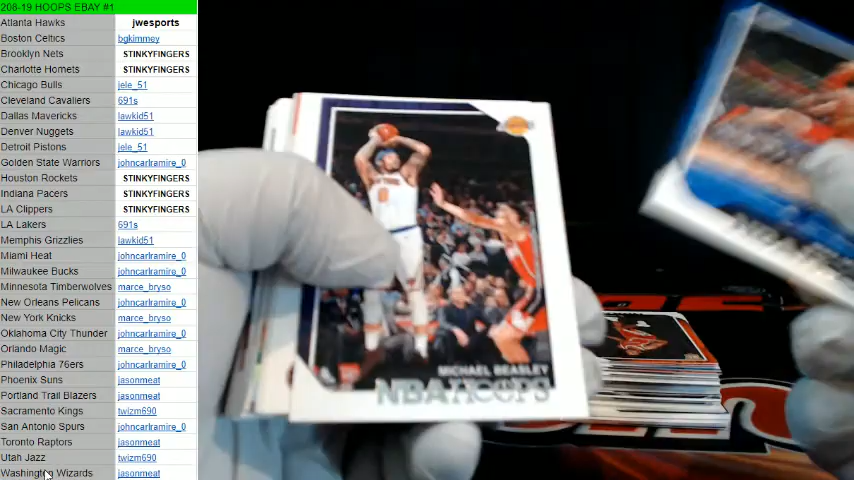 208-19 HOOPS EBAY #1
Atlanta Hawks jwesports
Boston Celtics bgkimmey
Brooklyn Nets STINKYFINGERS
Charlotte Hornets STINKYFINGERS
Chicago Bulls jele_51
Cleveland Cavaliers 691s
Dallas Mavericks lawkid51
Denver Nuggets lawkid51
Detroit Pistons jele_51
Golden State Warriors johncarlramire_0
Houston Rockets STINKYFINGERS
Indiana Pacers STINKYFINGERS
LA Clippers STINKYFINGERS
LA Lakers 691s
Memphis Grizzlies lawkid51
Miami Heat johncarlramire_0
Milwaukee Bucks johncarlramire_0
Minnesota Timberwolves marce_bryso
New Orleans Pelicans johncarlramire_0
New York Knicks marce_bryso
Oklahoma City Thunder johncarlramire_0
Orlando Magic marce_bryso
Philadelphia 76ers johncarlramire_0
Phoenix Suns jasonmeat
Portland Trail Blazers jasonmeat
Sacramento Kings twizm690
San Antonio Spurs johncarlramire_0
Toronto Raptors jasonmeat
Utah Jazz twizm690
Washington Wizards jasonmeat
MICHAEL BEASLEY
NBA HOOPS